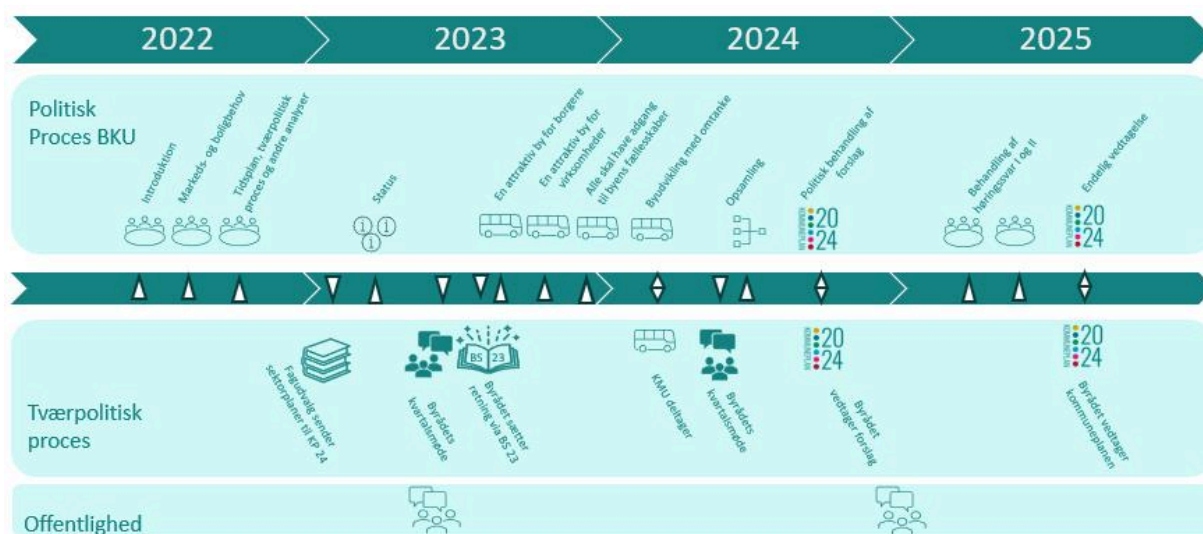 2022
2023
2024
2025
Politisk
Proces BKU
Introduktion
Markeds- og boligbehov
Tidsplan, tværpolitisk
proces og andre analyser
Status
En attraktiv by for borgere
En attraktiv by for
virksomheder
Alle skal have adgang
til byens fællesskaber
Byudvikling med omtanke
Opsamling
Politisk behandling af
forslag
KOMMUNEPLAN
20
24
Behandling af
høringssvar I og II
Endelig vedtagelse
KOMMUNEPLAN
20
24
Tværpolitisk
proces
Fagudvalg sender
sektorplaner til KP 24
Byrådets
kvartalsmøde
BS 23
Byrådet sætter
retning via BS 23
KMU deltager
Byrådets
kvartalsmøde
KOMMUNEPLAN
20
24
Byrådet
vedtager forslag
KOMMUNEPLAN
20
24
Byrådet vedtager
kommuneplanen
Offentlighed